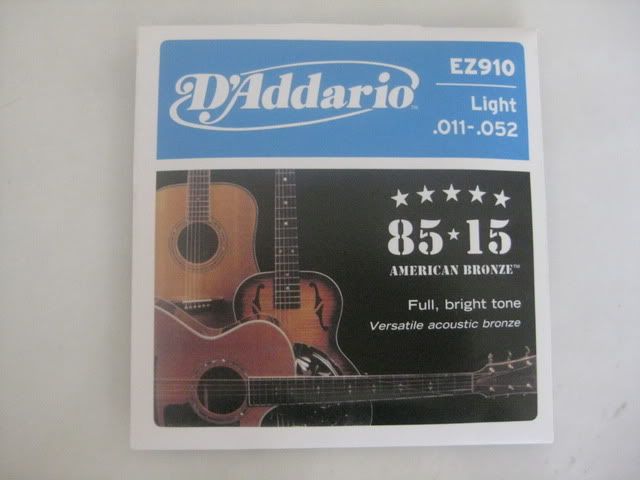 D'Addario
EZ910
Light
.011-.052
85★15
AMERICAN BRONZE™
Full, bright tone
Versatile acoustic bronze